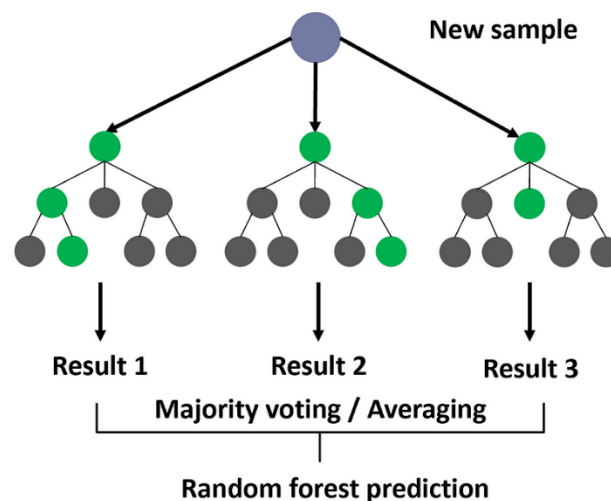 New sample
Result 1
Result 2
Result 3
Majority voting / Averaging
Random forest prediction